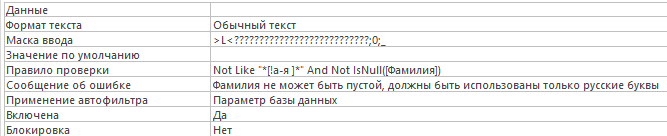 Данные
Формат текста Обычный текст
Маска ввода >L<???????????????????????????;0;_
Значение по умолчанию
Правило проверки Not Like "*[!а-я ]*" And Not IsNull([Фамилия])
Сообщение об ошибке Фамилия не может быть пустой, должны быть использованы только русские буквы
Применение автофильтра Параметр базы данных
Включена Да
Блокировка Нет